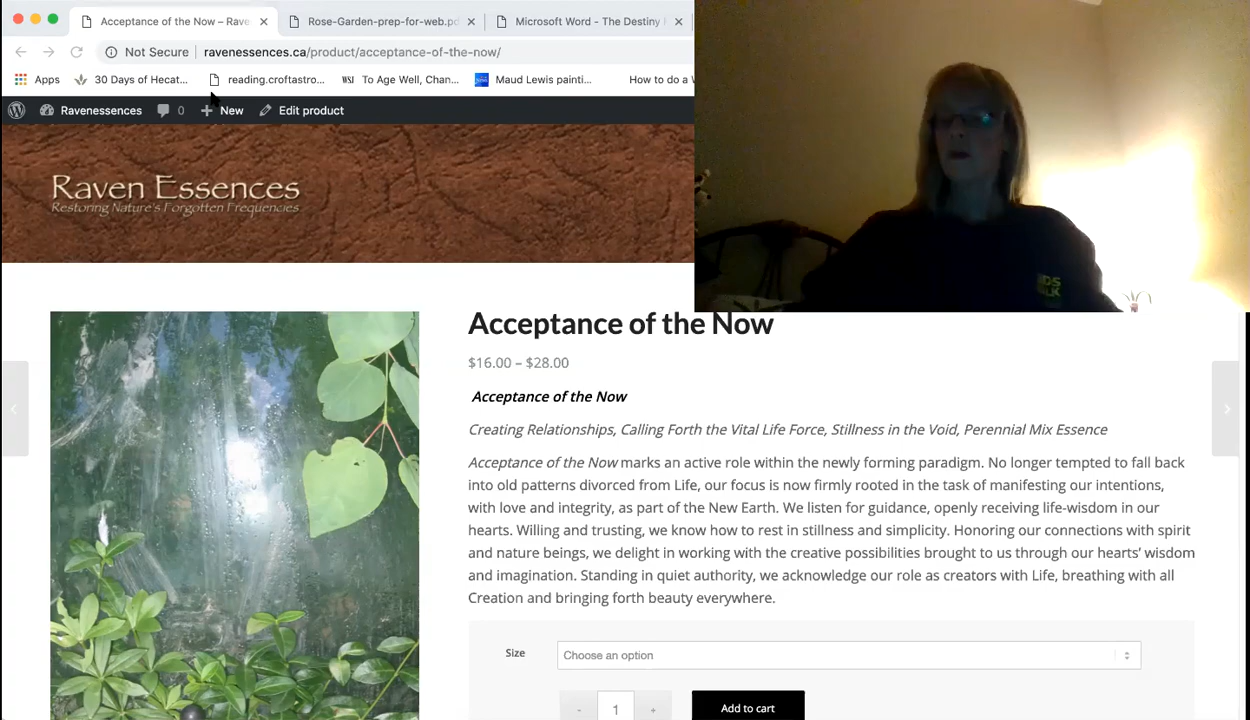 Acceptance of the Now – Rave
Rose-Garden-prep-for-web.pd
Microsoft Word - The Destiny
Not Secure
ravenessences.ca/product/acceptance-of-the-now/
Apps
30 Days of Hecat...
reading.croftastro...
WSJ
To Age Well, Chan...
Maud Lewis painti...
How to do a
Ravenessences
0
New
Edit product
Raven Essences
Restoring Nature's Forgotten Frequencies
Acceptance of the Now
$16.00 – $28.00
Acceptance of the Now
Creating Relationships, Calling Forth the Vital Life Force, Stillness in the Void, Perennial Mix Essence
Acceptance of the Now marks an active role within the newly forming paradigm. No longer tempted to fall back
into old patterns divorced from Life, our focus is now firmly rooted in the task of manifesting our intentions,
with love and integrity, as part of the New Earth. We listen for guidance, openly receiving life-wisdom in our
hearts. Willing and trusting, we know how to rest in stillness and simplicity. Honoring our connections with spirit
and nature beings, we delight in working with the creative possibilities brought to us through our hearts' wisdom
and imagination. Standing in quiet authority, we acknowledge our role as creators with Life, breathing with all
Creation and bringing forth beauty everywhere.
Size
Choose an option
- 1 +
Add to cart